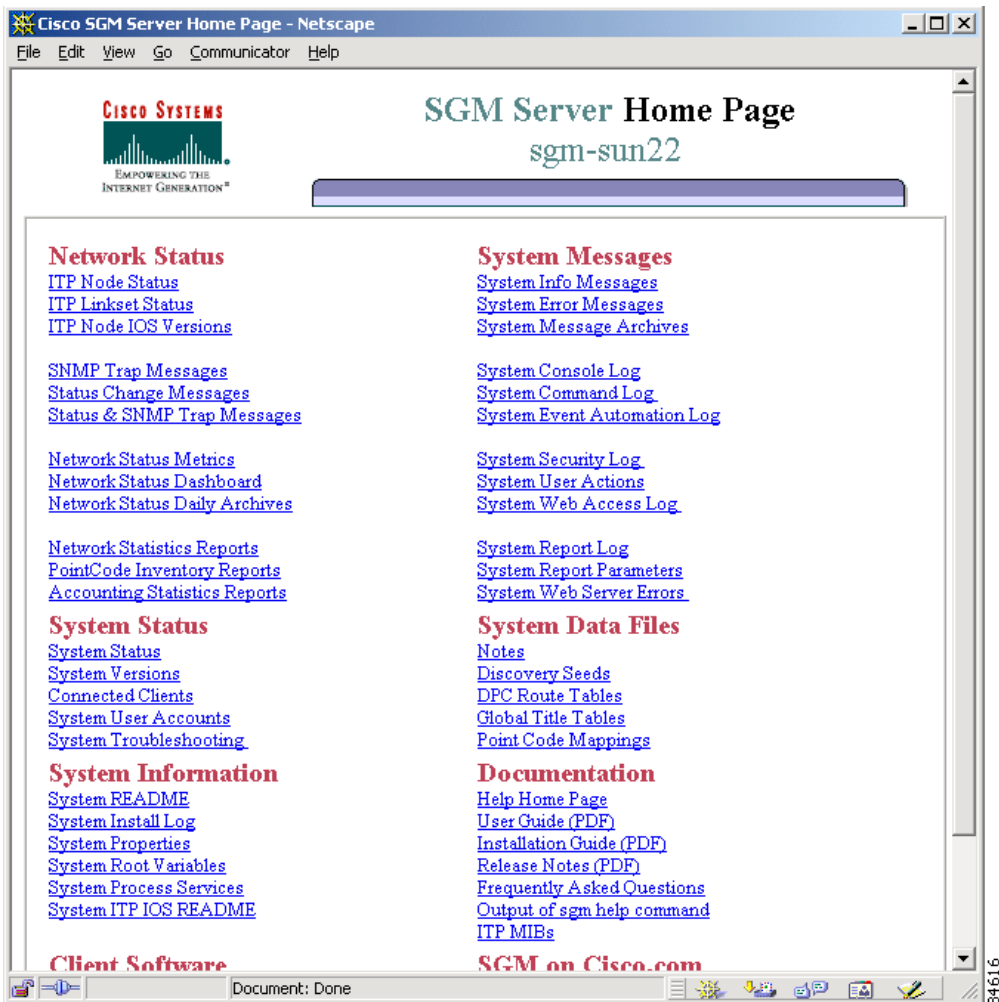 Cisco SGM Server Home Page - Netscape
File Edit View Go Communicator Help
CISCO SYSTEMS
EMPOWERING THE
INTERNET GENERATION®
SGM Server Home Page
sgm-sun22
Network Status
ITP Node Status
ITP Linkset Status
ITP Node IOS Versions
SNMP Trap Messages
Status Change Messages
Status & SNMP Trap Messages
Network Status Metrics
Network Status Dashboard
Network Status Daily Archives
Network Statistics Reports
PointCode Inventory Reports
Accounting Statistics Reports
System Status
System Status
System Versions
Connected Clients
System User Accounts
System Troubleshooting
System Information
System README
System Install Log
System Properties
System Root Variables
System Process Services
System ITP IOS README
Client Software
System Messages
System Info Messages
System Error Messages
System Message Archives
System Console Log
System Command Log
System Event Automation Log
System Security Log
System User Actions
System Web Access Log
System Report Log
System Report Parameters
System Web Server Errors
System Data Files
Notes
Discovery Seeds
DPC Route Tables
Global Title Tables
Point Code Mappings
Documentation
Help Home Page
User Guide (PDF)
Installation Guide (PDF)
Release Notes (PDF)
Frequently Asked Questions
Output of sgm help command
ITP MIBs
SGM on Cisco.com
Document: Done